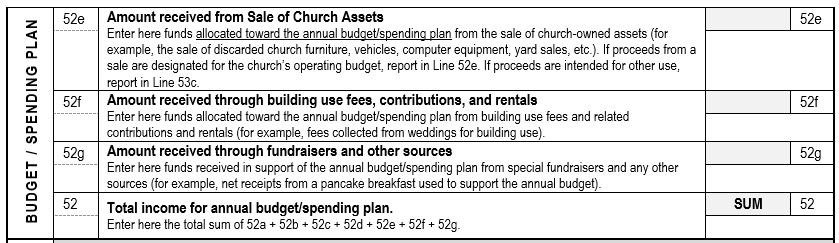 BUDGET / SPENDING PLAN
52e Amount received from Sale of Church Assets 52e
Enter here funds allocated toward the annual budget/spending plan from the sale of church-owned assets (for
example, the sale of discarded church furniture, vehicles, computer equipment, yard sales, etc.). If proceeds from a
sale are designated for the church's operating budget, report in Line 52e. If proceeds are intended for other use,
report in Line 53c.
52f Amount received through building use fees, contributions, and rentals 52f
Enter here funds allocated toward the annual budget/spending plan from building use fees and related
contributions and rentals (for example, fees collected from weddings for building use).
52g Amount received through fundraisers and other sources 52g
Enter here funds received in support of the annual budget/spending plan from special fundraisers and any other
sources (for example, net receipts from a pancake breakfast used to support the annual budget).
52 Total income for annual budget/spending plan. SUM 52
Enter here the total sum of 52a + 52b + 52c + 52d + 52e + 52f + 52g.